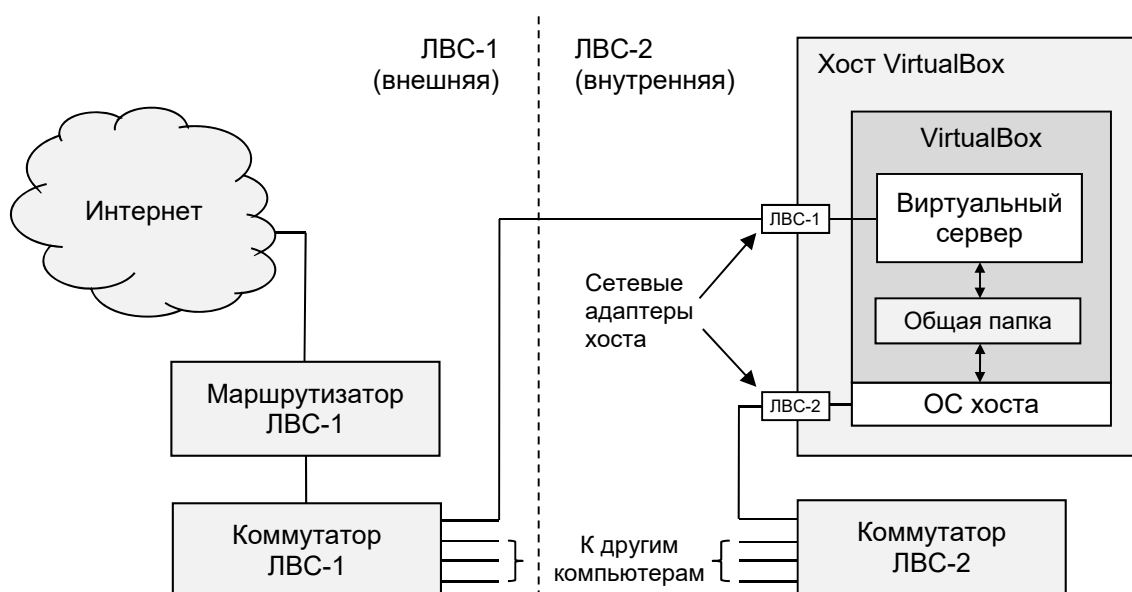 ЛВС-1
(внешняя)
ЛВС-2
(внутренняя)
Хост VirtualBox
VirtualBox
Интернет
ЛВС-1
Виртуальный
сервер
Сетевые
адаптеры
хоста
Общая папка
Маршрутизатор
ЛВС-1
ЛВС-2
ОС хоста
Коммутатор
ЛВС-1
К другим
компьютерам
Коммутатор
ЛВС-2